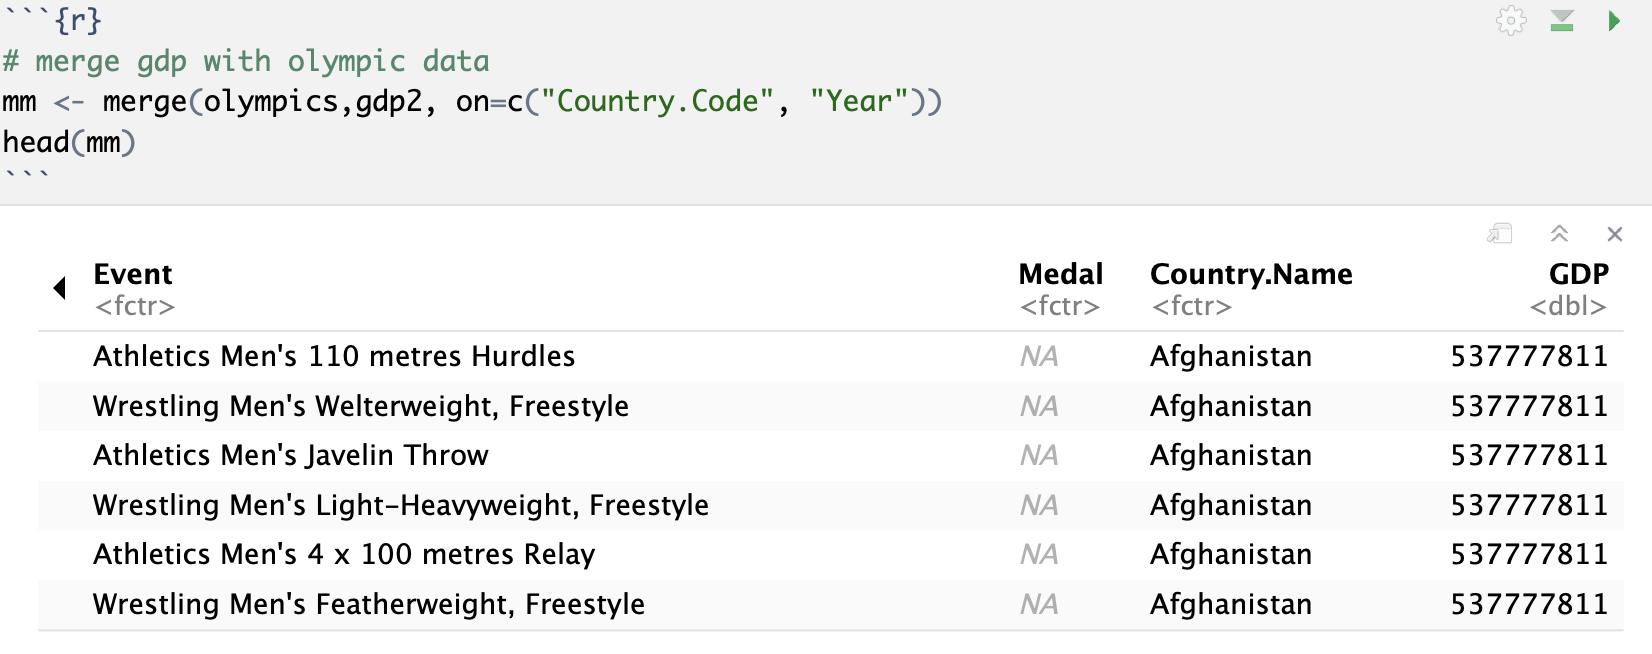 ```{r}
# merge gdp with olympic data
mm <- merge(olympics,gdp2, on=c("Country.Code", "Year"))
head(mm)
```
Event Medal Country.Name GDP
<fctr> <fctr> <fctr> <dbl>
Athletics Men's 110 metres Hurdles NA Afghanistan 537777811
Wrestling Men's Welterweight, Freestyle NA Afghanistan 537777811
Athletics Men's Javelin Throw NA Afghanistan 537777811
Wrestling Men's Light-Heavyweight, Freestyle NA Afghanistan 537777811
Athletics Men's 4 x 100 metres Relay NA Afghanistan 537777811
Wrestling Men's Featherweight, Freestyle NA Afghanistan 537777811